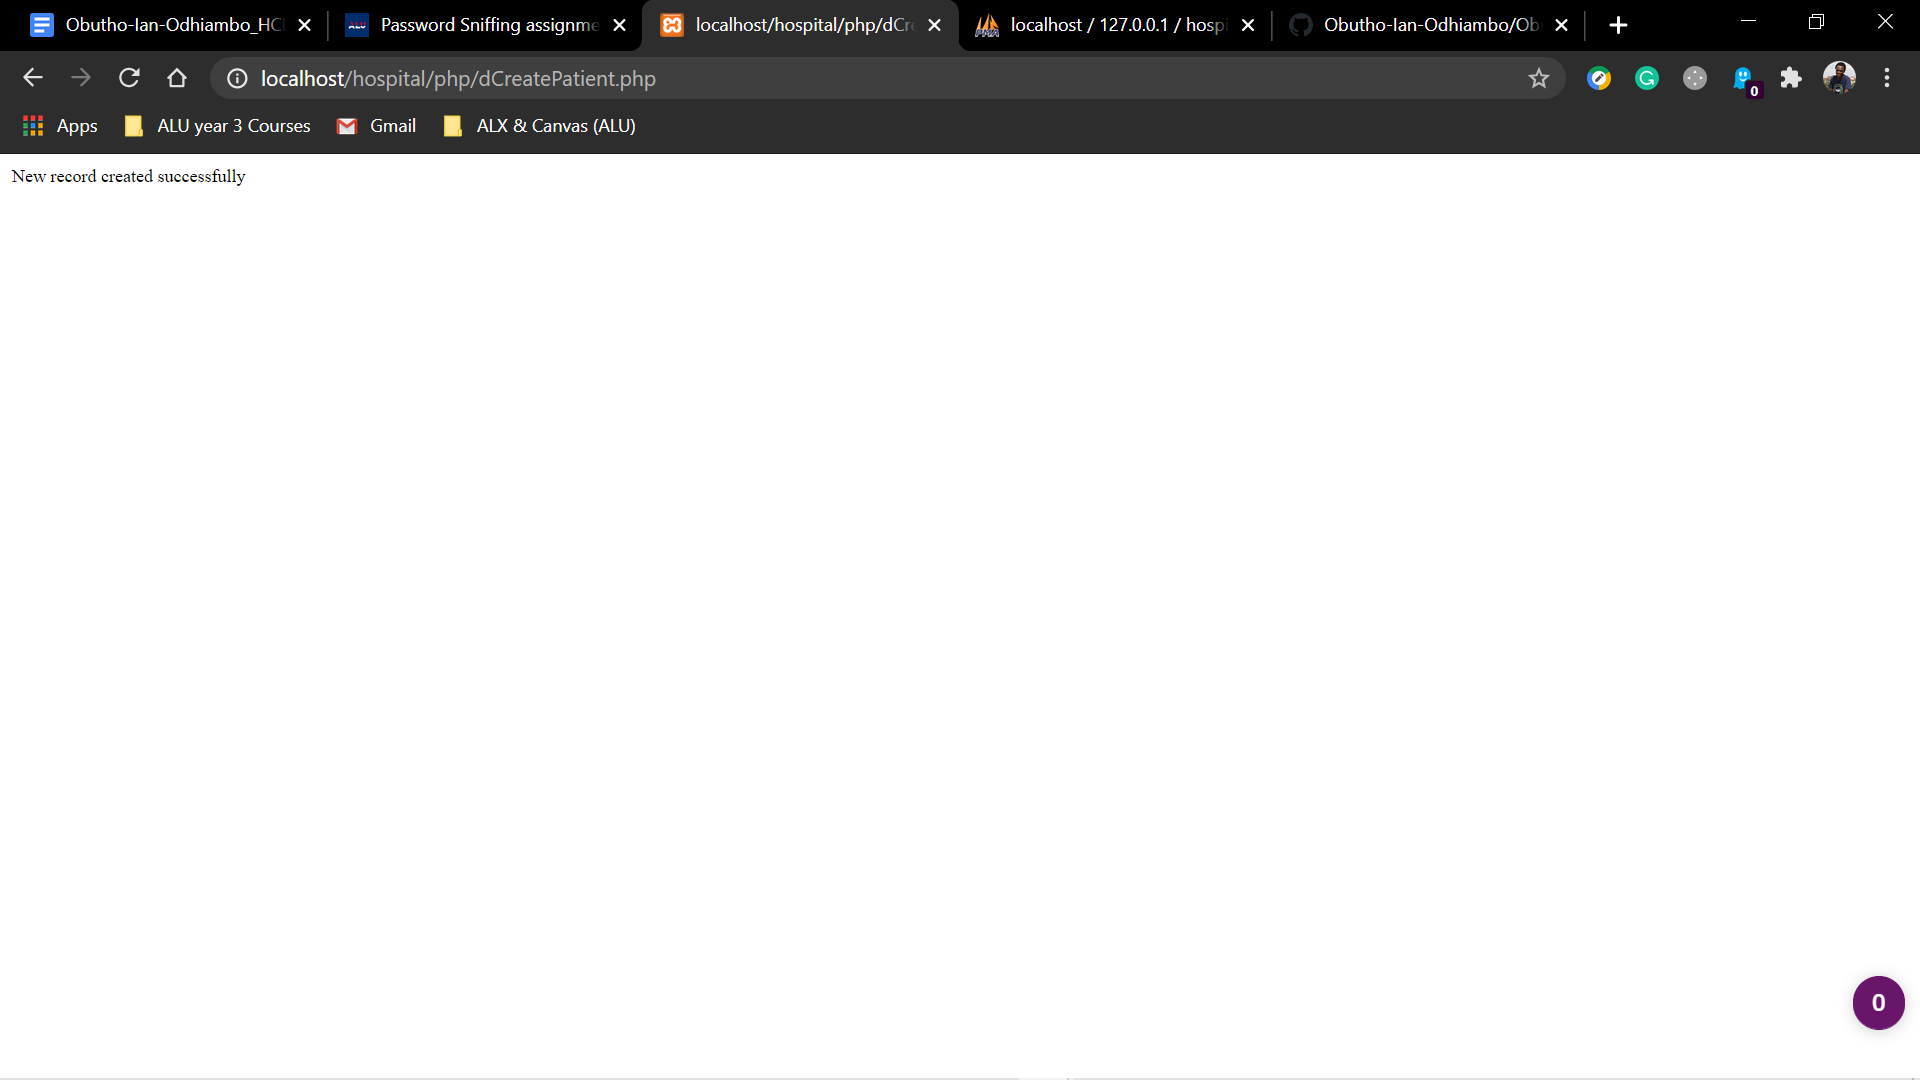 Obutho-Ian-Odhiambo_HC
ALU
Password Sniffing assignme
localhost/hospital/php/dCr
PMA
localhost / 127.0.0.1 / hosp
Obutho-Ian-Odhiambo/Ob
localhost/hospital/php/dCreatePatient.php
0
Apps
ALU year 3 Courses
Gmail
ALX & Canvas (ALU)
New record created successfully
0